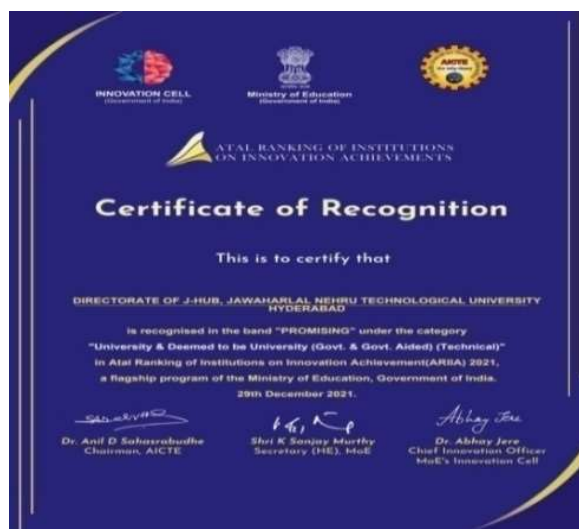 INNOVATION CELL
(Government of India)
Ministry of Education
(Government of India)
AICTE
ATAL RANKING OF INSTITUTIONS
ON INNOVATION ACHIEVEMENTS
Certificate of Recognition
This is to certify that
DIRECTORATE OF J-HUB, JAWAHARLAL NEHRU TECHNOLOGICAL UNIVERSITY
HYDERABAD
is recognised in the band "PROMISING" under the category
"University & Deemed to be University (Govt. & Govt. Aided) (Technical)"
in Atal Ranking of Institutions on Innovation Achievement(ARIIA) 2021,
a flagship program of the Ministry of Education, Government of India.
29th December 2021.
Abhay Jere
Dr. Anil D Sahasrabudhe
Chairman, AICTE
Shri K Sanjay Murthy
Secretary (HE), MoE
Dr. Abhay Jere
Chief Innovation Officer
MoE's Innovation Cell